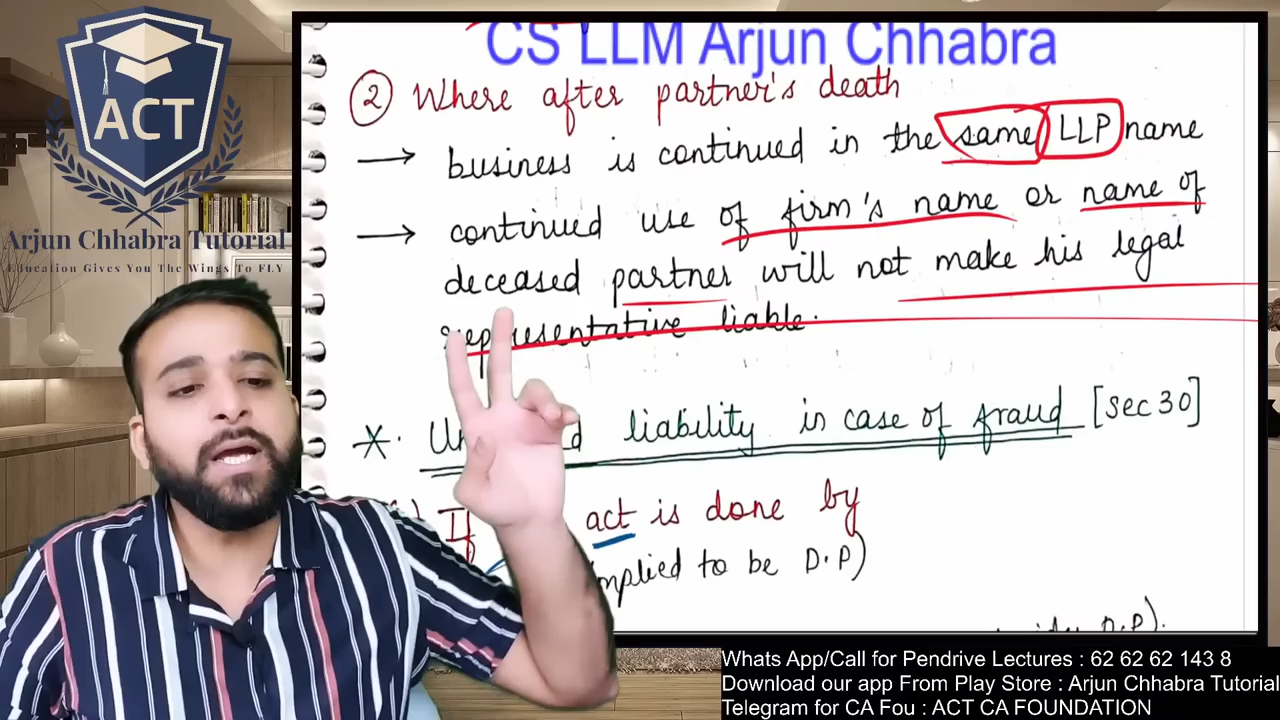 ACT
Arjun Chhabra Tutorial
Education Gives You The Wings To FLY
CS LLM Arjun Chhabra
② Where after partner's death
→ business is continued in the same LLP name
→ continued use of firm's name or name of
deceased partner will not make his legal
representative liable.
* liability in case of fraud [sec 30]
If act is done by
implied to be D.P)
D.P).
Whats App/Call for Pendrive Lectures : 62 62 62 143 8
Download our app From Play Store : Arjun Chhabra Tutorial
Telegram for CA Fou : ACT CA FOUNDATION